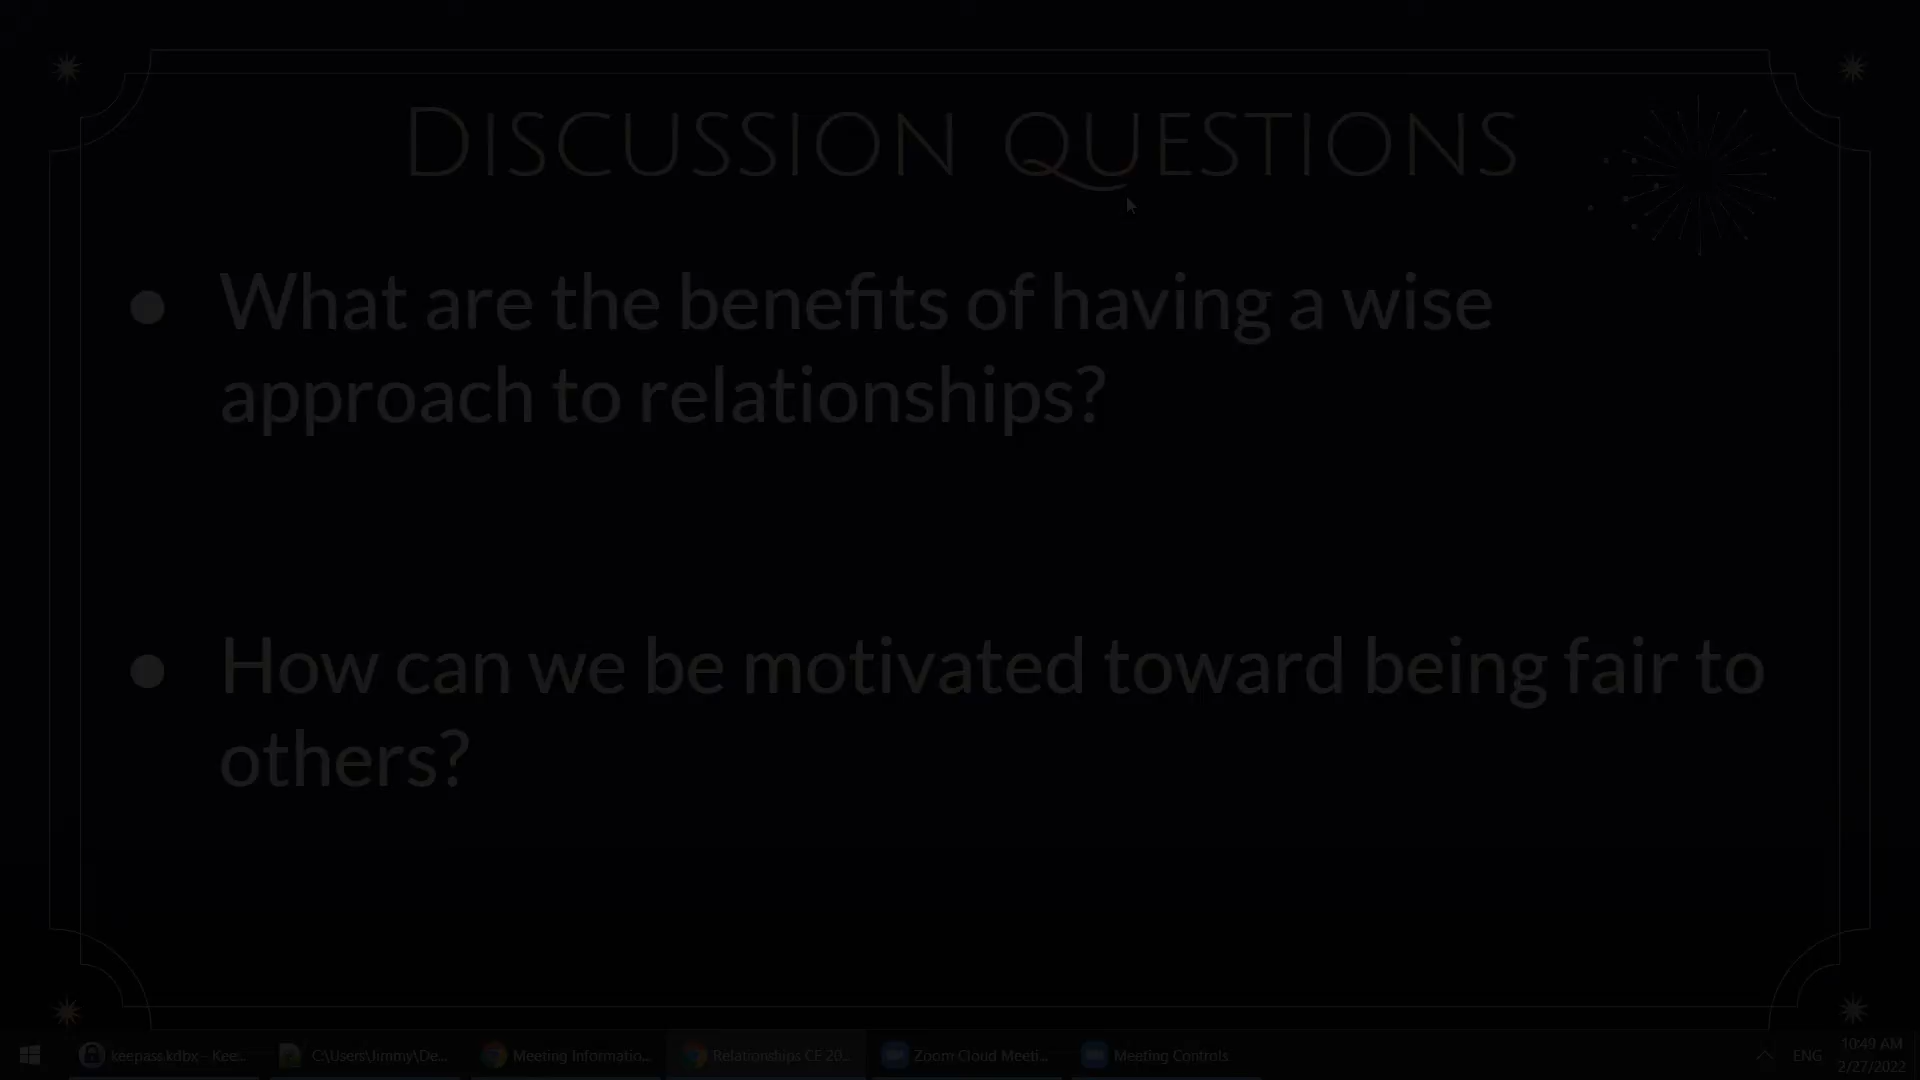 DISCUSSION QUESTIONS
● What are the benefits of having a wise
approach to relationships?
● How can we be motivated toward being fair to
others?
keepass.kdbx - Kee... C:\Users\Jimmy\De... Meeting Informatio... Relationships CE 20... Zoom Cloud Meeti... Meeting Controls ENG 10:49 AM
2/27/2022